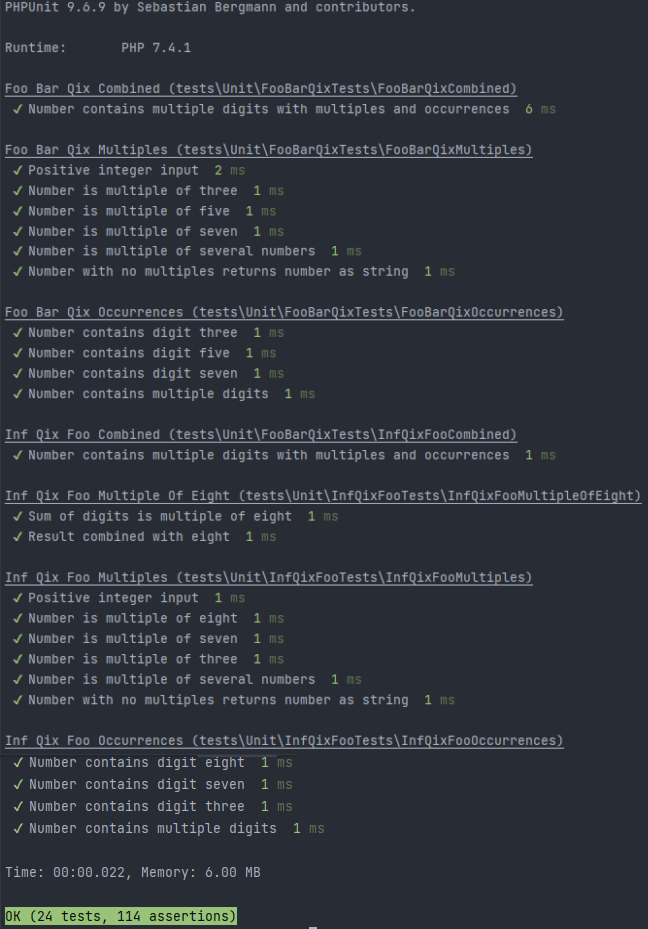 PHPUnit 9.6.9 by Sebastian Bergmann and contributors.
Runtime:       PHP 7.4.1
Foo Bar Qix Combined (tests\Unit\FooBarQixTests\FooBarQixCombined)
✓ Number contains multiple digits with multiples and occurrences  6 ms
Foo Bar Qix Multiples (tests\Unit\FooBarQixTests\FooBarQixMultiples)
✓ Positive integer input  2 ms
✓ Number is multiple of three  1 ms
✓ Number is multiple of five  1 ms
✓ Number is multiple of seven  1 ms
✓ Number is multiple of several numbers  1 ms
✓ Number with no multiples returns number as string  1 ms
Foo Bar Qix Occurrences (tests\Unit\FooBarQixTests\FooBarQixOccurrences)
✓ Number contains digit three  1 ms
✓ Number contains digit five  1 ms
✓ Number contains digit seven  1 ms
✓ Number contains multiple digits  1 ms
Inf Qix Foo Combined (tests\Unit\FooBarQixTests\InfQixFooCombined)
✓ Number contains multiple digits with multiples and occurrences  1 ms
Inf Qix Foo Multiple Of Eight (tests\Unit\InfQixFooTests\InfQixFooMultipleOfEight)
✓ Sum of digits is multiple of eight  1 ms
✓ Result combined with eight  1 ms
Inf Qix Foo Multiples (tests\Unit\InfQixFooTests\InfQixFooMultiples)
✓ Positive integer input  1 ms
✓ Number is multiple of eight  1 ms
✓ Number is multiple of seven  1 ms
✓ Number is multiple of three  1 ms
✓ Number is multiple of several numbers  1 ms
✓ Number with no multiples returns number as string  1 ms
Inf Qix Foo Occurrences (tests\Unit\InfQixFooTests\InfQixFooOccurrences)
✓ Number contains digit eight  1 ms
✓ Number contains digit seven  1 ms
✓ Number contains digit three  1 ms
✓ Number contains multiple digits  1 ms
Time: 00:00.022, Memory: 6.00 MB
OK (24 tests, 114 assertions)